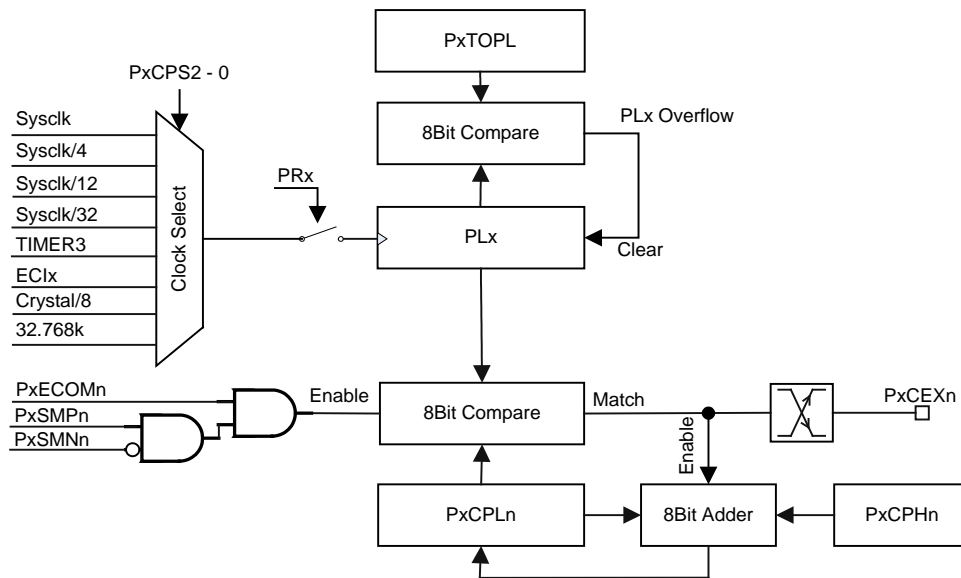 PxTOPL
PxCPS2 - 0
8Bit Compare
PLx Overflow
Sysclk
Sysclk/4
Sysclk/12
Sysclk/32
TIMER3
ECIx
Crystal/8
32.768k
Clock Select
PRx
PLx
Clear
PxECOMn
PxSMPn
PxSMNn
Enable
8Bit Compare
Match
PxCEXn
Enable
PxCPLn
8Bit Adder
PxCPHn